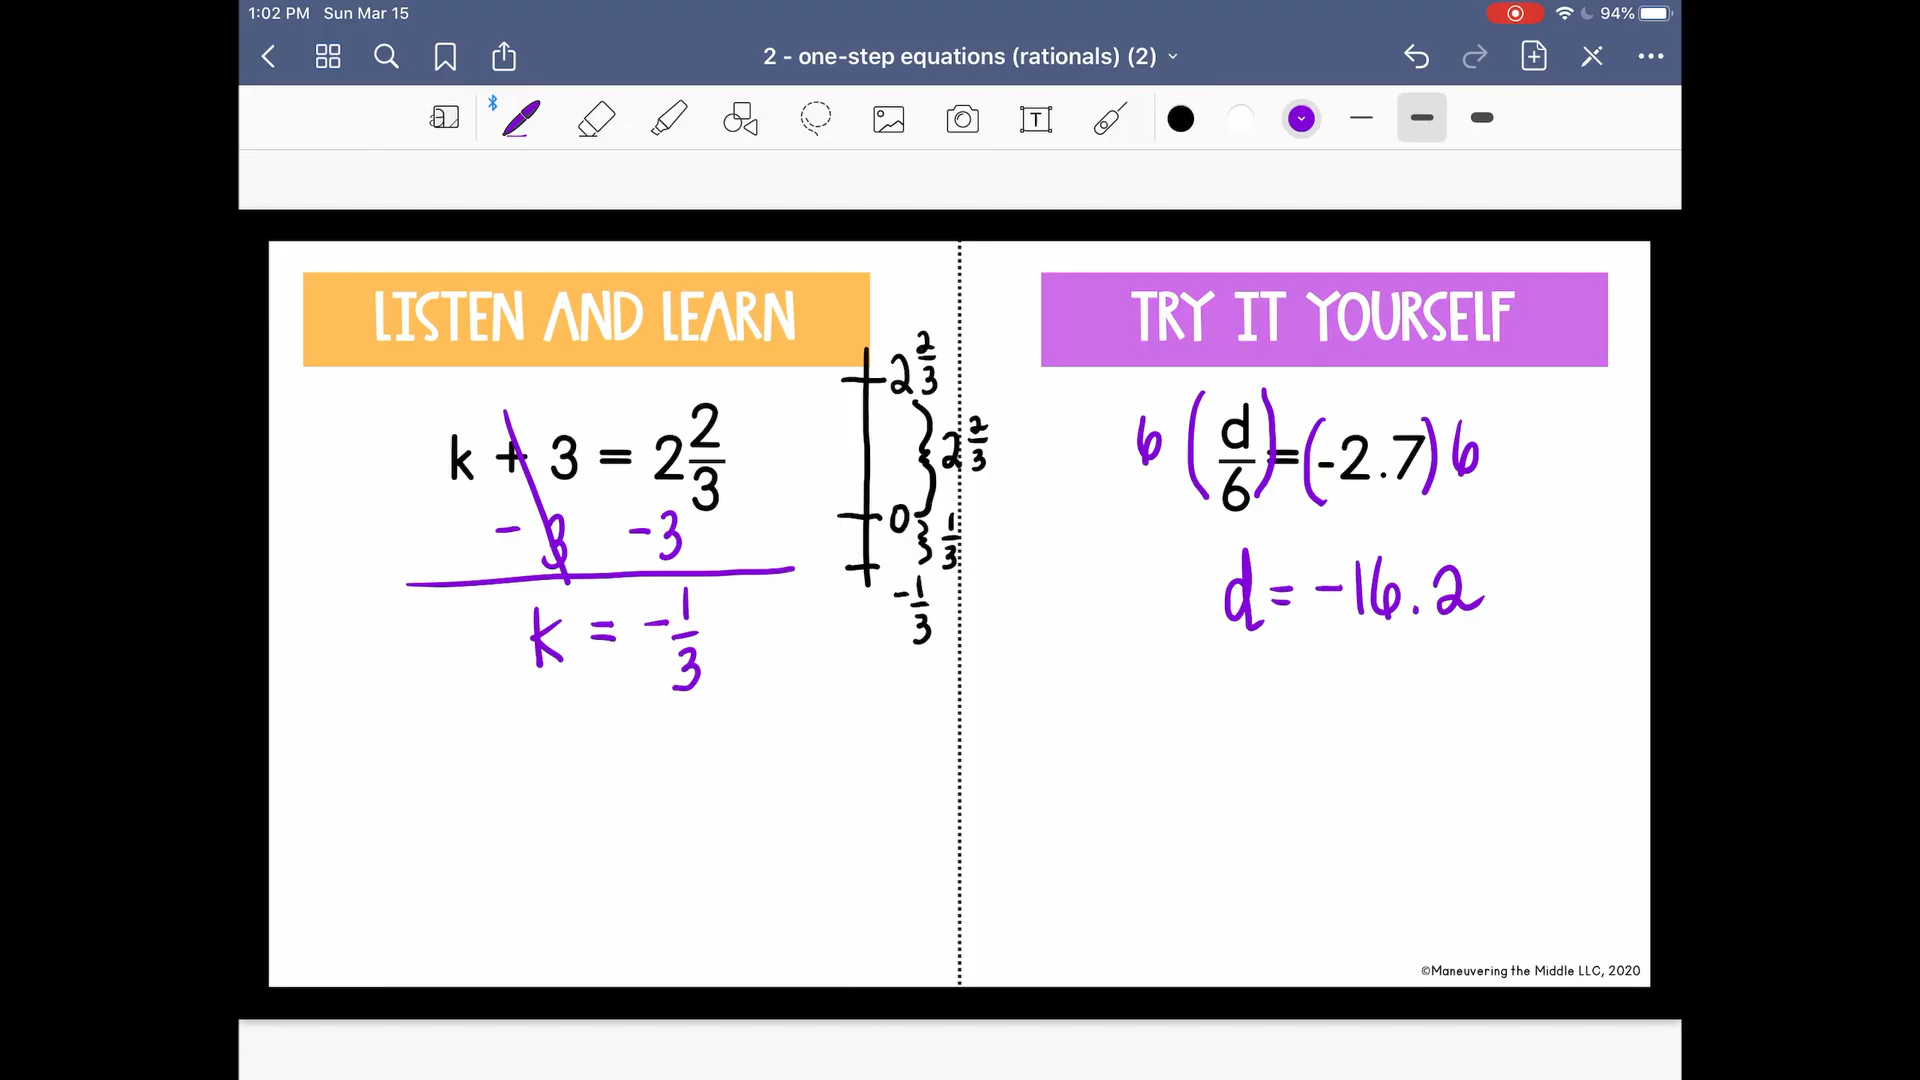 1:02 PM Sun Mar 15
94%
2 - one-step equations (rationals) (2)
T
LISTEN AND LEARN
k + 3 = 2 2/3
- 3 -3
k = -1/3
2 2/3
2 2/3
0
1/3
-1/3
TRY IT YOURSELF
6 (d/6) = (-2.7) 6
d = -16.2
©Maneuvering the Middle LLC, 2020